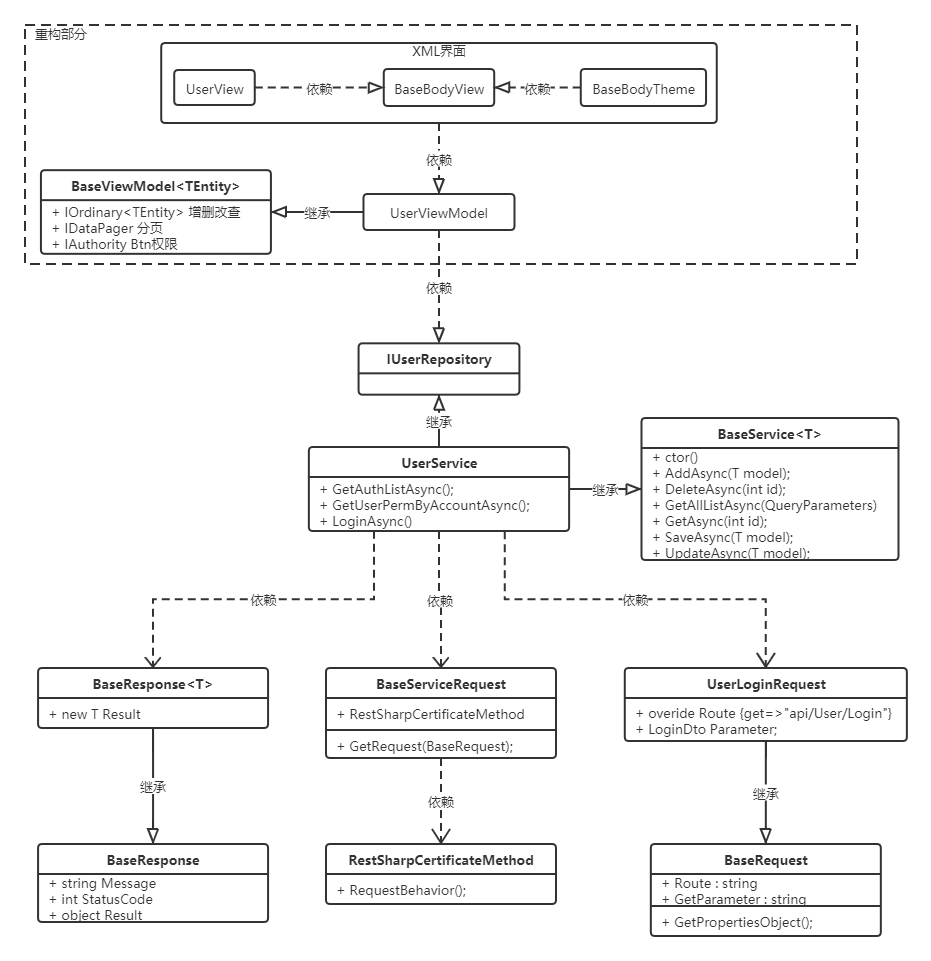 重构部分
XML界面
UserView
依赖
BaseBodyView
依赖
BaseBodyTheme
依赖
BaseViewModel<TEntity>
+ IOrdinary<TEntity> 增删改查
+ IDataPager 分页
+ IAuthority Btn权限
继承
UserViewModel
依赖
IUserRepository
继承
UserService
+ GetAuthListAsync();
+ GetUserPermByAccountAsync();
+ LoginAsync()
继承
BaseService<T>
+ ctor()
+ AddAsync(T model);
+ DeleteAsync(int id);
+ GetAllListAsync(QueryParameters)
+ GetAsync(int id);
+ SaveAsync(T model);
+ UpdateAsync(T model);
依赖
依赖
依赖
BaseResponse<T>
+ new T Result
BaseServiceRequest
+ RestSharpCertificateMethod
+ GetRequest(BaseRequest);
UserLoginRequest
+ overide Route {get=>"api/User/Login"}
+ LoginDto Parameter;
继承
依赖
继承
BaseResponse
+ string Message
+ int StatusCode
+ object Result
RestSharpCertificateMethod
+ RequestBehavior();
BaseRequest
+ Route : string
+ GetParameter : string
+ GetPropertiesObject();